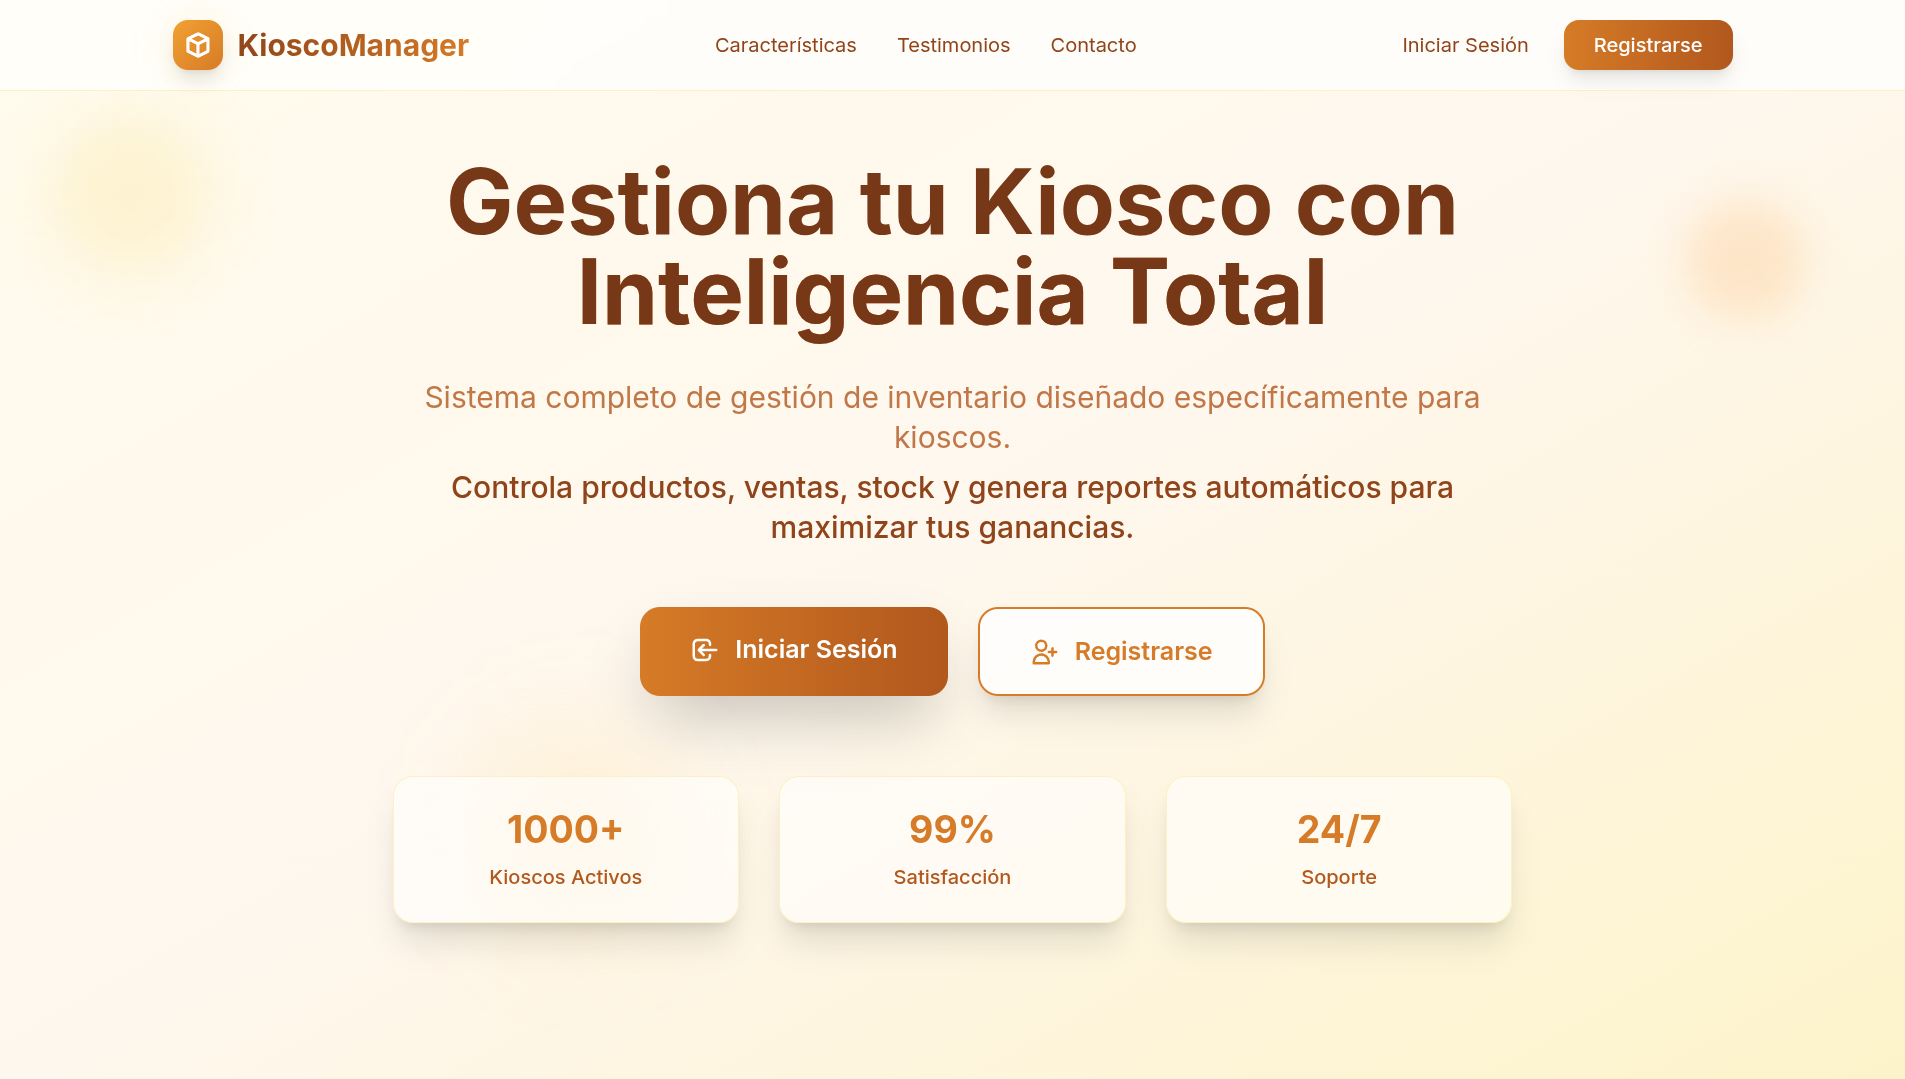 KioscoManager
Características
Testimonios
Contacto
Iniciar Sesión
Registrarse
Gestiona tu Kiosco con
Inteligencia Total
Sistema completo de gestión de inventario diseñado específicamente para
kioscos.
Controla productos, ventas, stock y genera reportes automáticos para
maximizar tus ganancias.
Iniciar Sesión
Registrarse
1000+
Kioscos Activos
99%
Satisfacción
24/7
Soporte